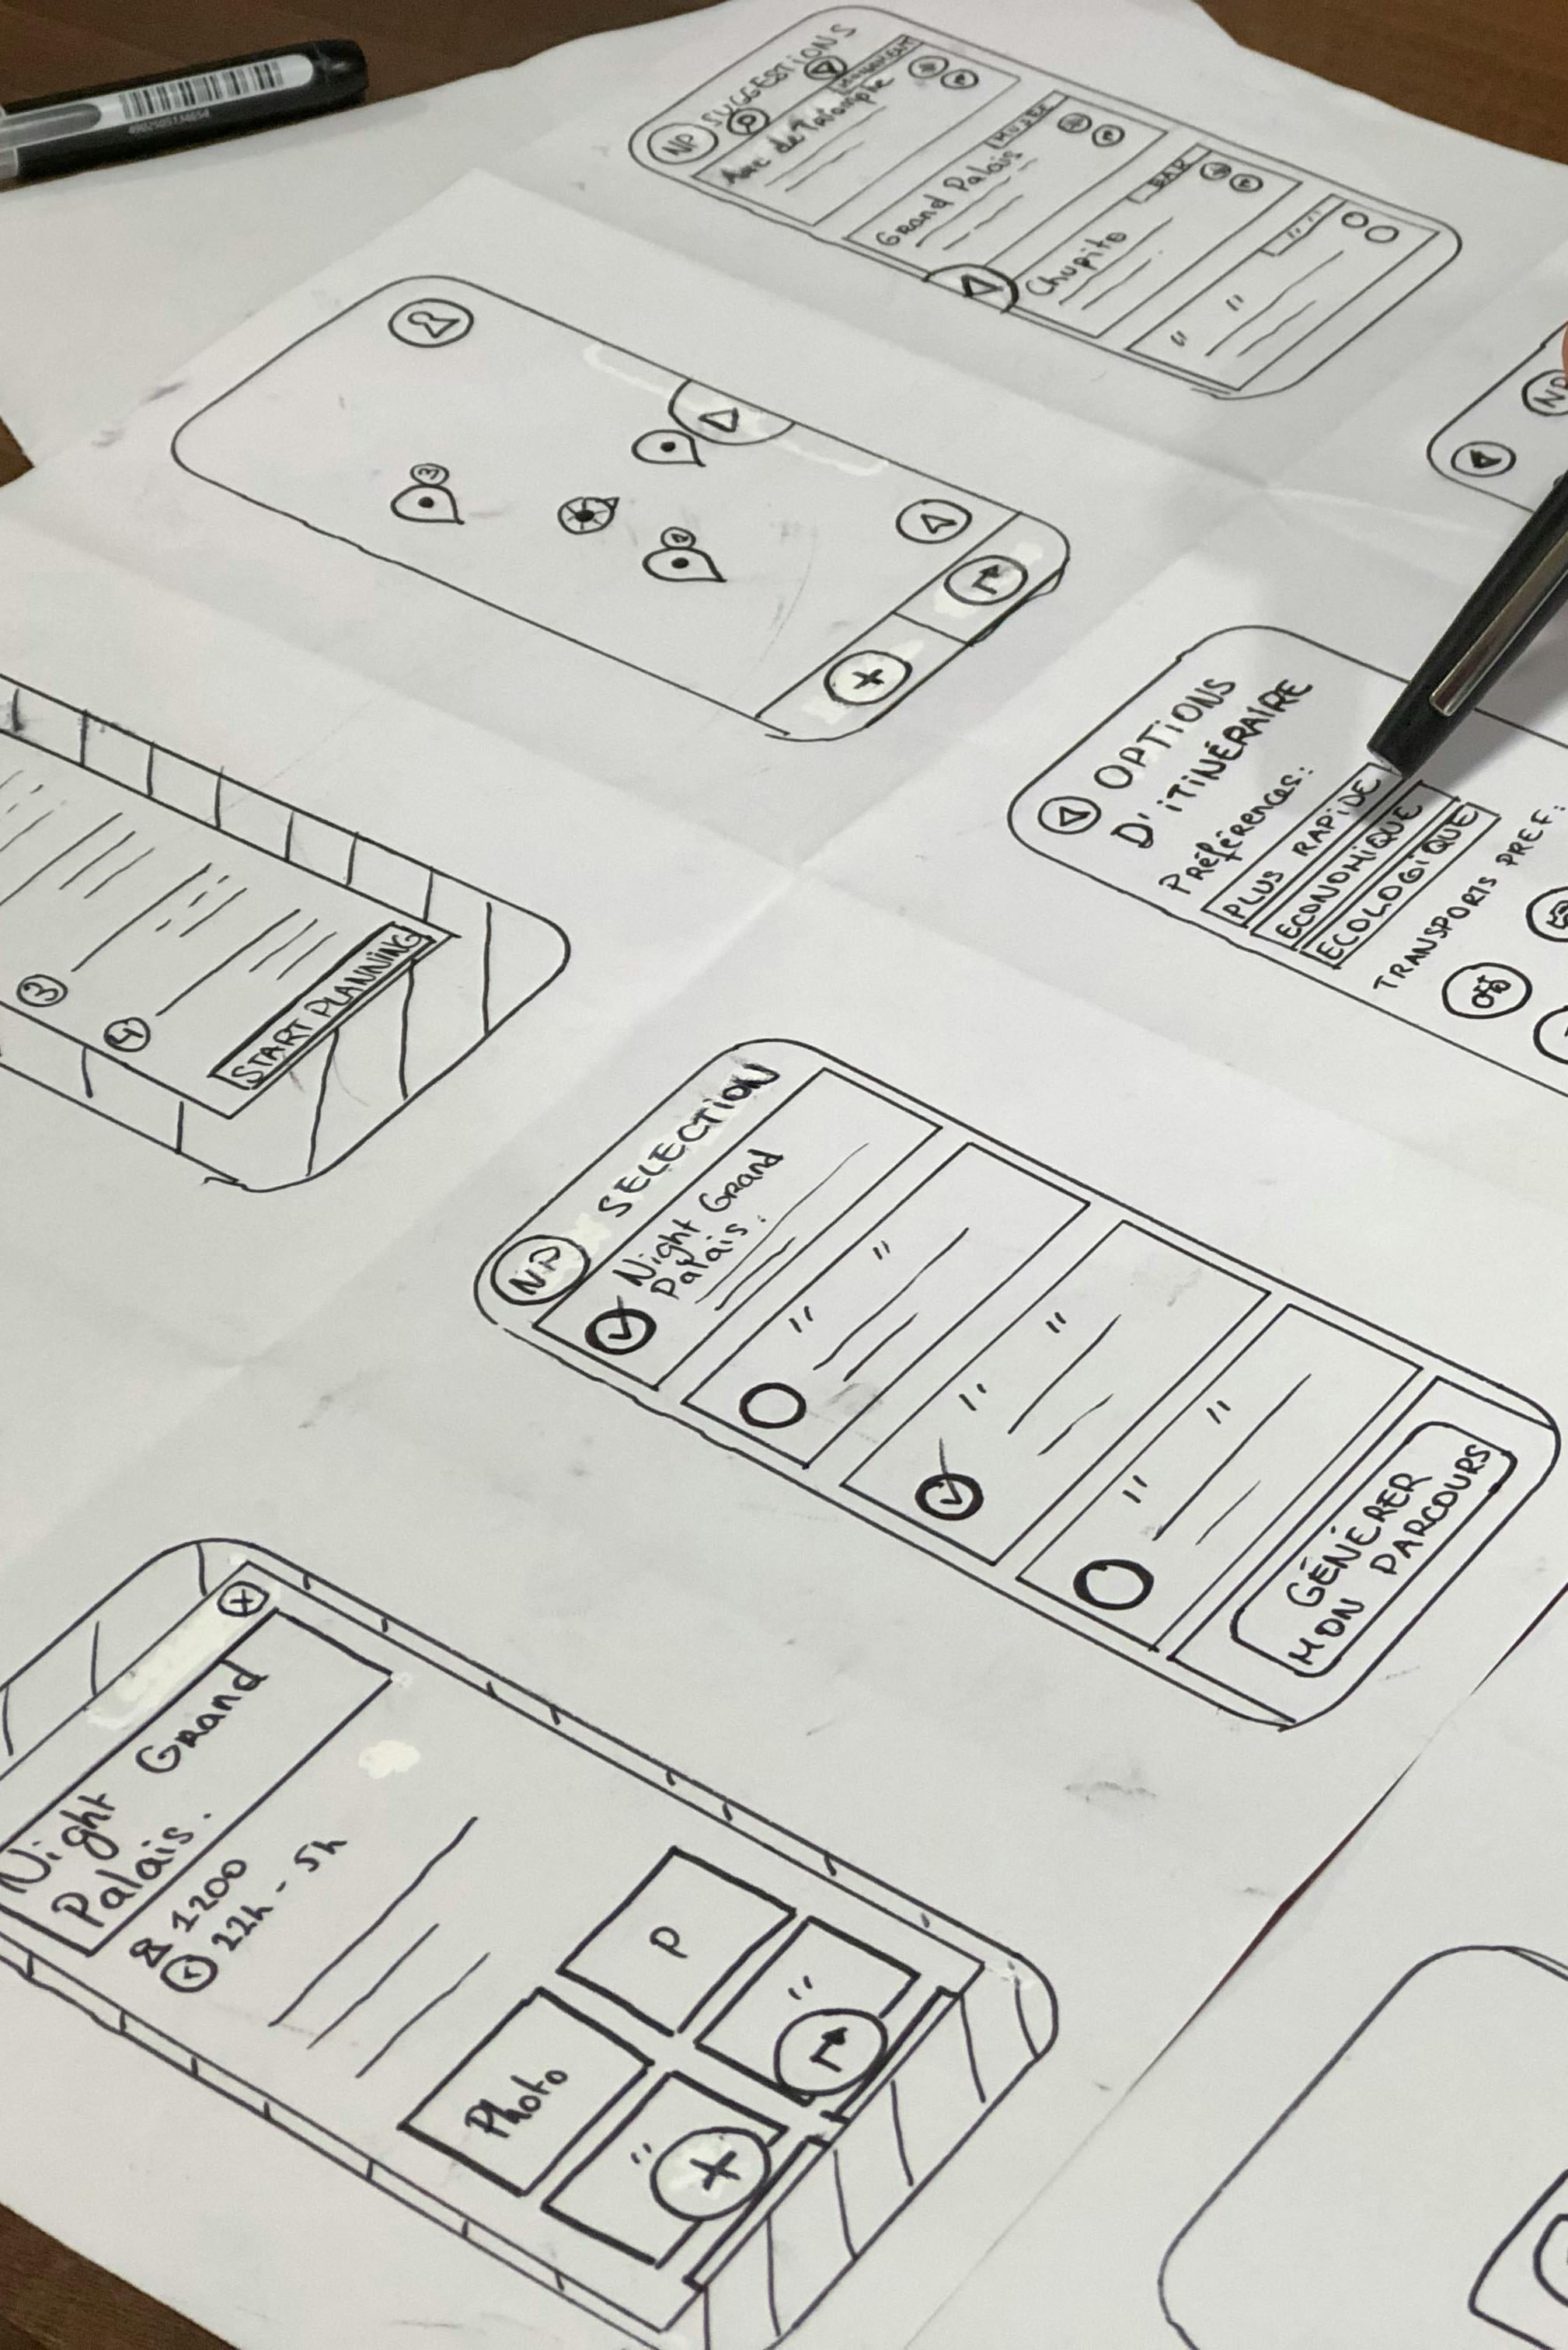 NP SUGGESTIONS
Arc de Triomphe
MONUMENT
Grand Palais
MUSÉE
Chupito
BAR
NP
3
OPTIONS
D'ITINÉRAIRE
Préférences:
PLUS RAPIDE
ECONOMIQUE
ECOLOGIQUE
TRANSPORTS PREF:
3
4
START PLANNING
NP SELECTION
Night Grand
Palais.
GÉNÉRER
MON PARCOURS
Night Grand
Palais.
1200
22h - 5h
Photo P